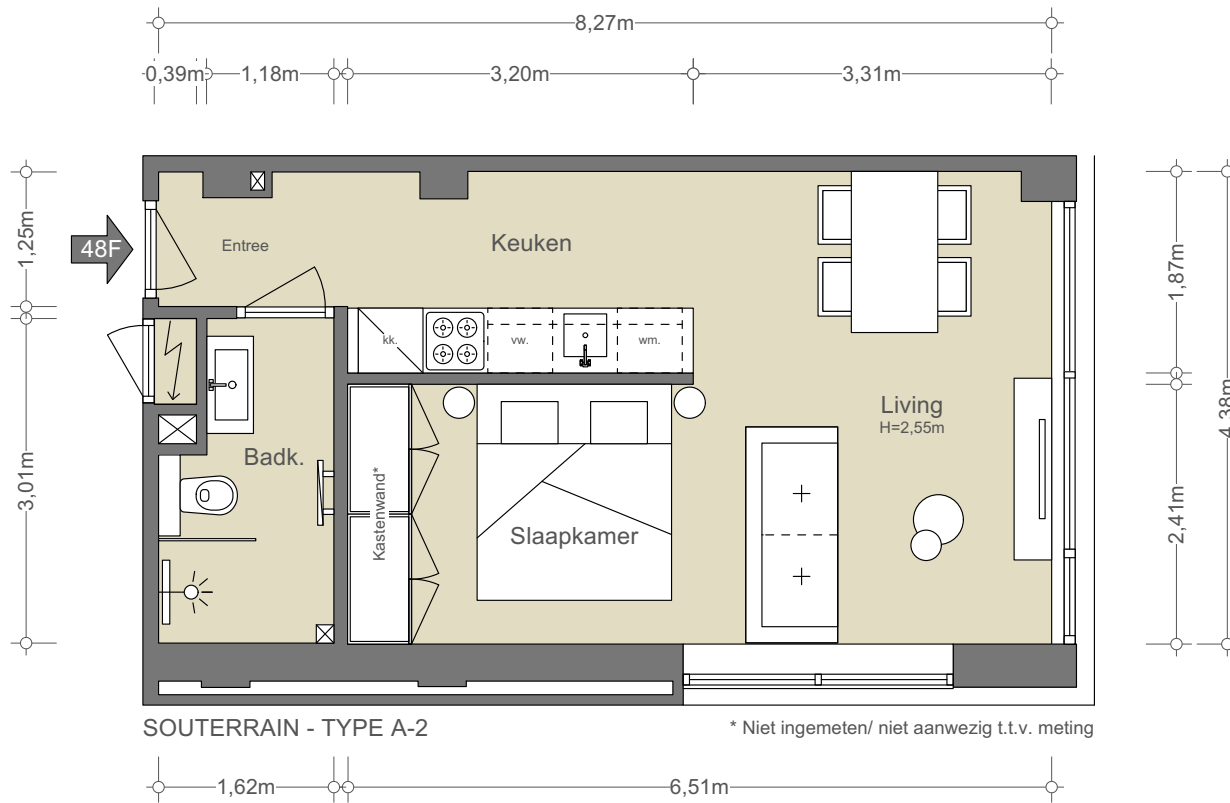 8,27m
0,39m 1,18m 3,20m 3,31m
1,25m
48F
Entree
Keuken
1,87m
4,38m
kk.
vw.
wm.
Living
H=2,55m
Badk.
Kastenwand*
Slaapkamer
3,01m
2,41m
SOUTERRAIN - TYPE A-2
* Niet ingemeten/ niet aanwezig t.t.v. meting
1,62m 6,51m